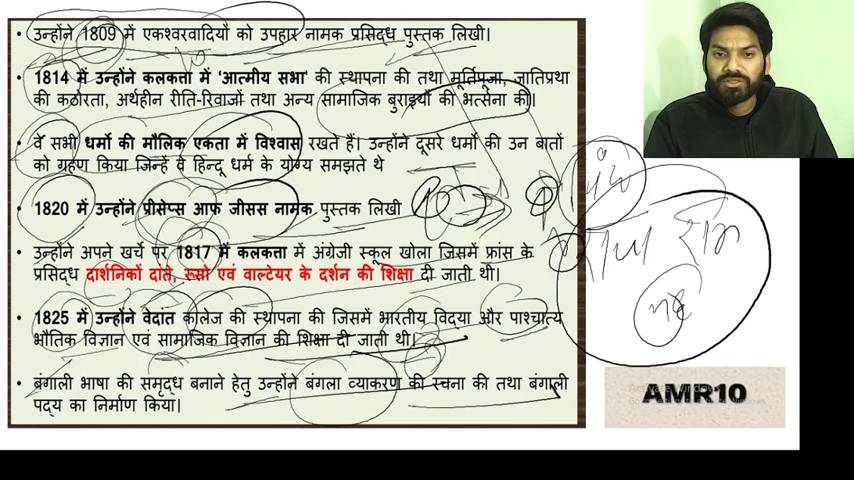 उन्होंने 1809 में एकश्वरवादियों को उपहार नामक प्रसिद्ध पुस्तक लिखी।
1814 में उन्होंने कलकत्ता में 'आत्मीय सभा' की स्थापना की तथा मूर्तिपूजा, जातिप्रथा
की कठोरता, अर्थहीन रीति-रिवाजों तथा अन्य सामाजिक बुराइयों की भर्त्सना की।
वे सभी धर्मो की मौलिक एकता में विश्वास रखते हैं। उन्होंने दूसरे धर्मो की उन बातों
को ग्रहण किया जिन्हें वे हिन्दू धर्म के योग्य समझते थे
1820 में उन्होंने प्रीसेप्स आफ जीसस नामक पुस्तक लिखी
उन्होंने अपने खर्चे पर 1817 में कलकत्ता में अंग्रेजी स्कूल खोला जिसमें फ्रांस के
प्रसिद्ध दार्शनिकों दांते, रूसो एवं वाल्टेयर के दर्शन की शिक्षा दी जाती थी।
1825 में उन्होंने वेदांत कॉलेज की स्थापना की जिसमें भारतीय विद्या और पाश्चात्य
भौतिक विज्ञान एवं सामाजिक विज्ञान की शिक्षा दी जाती थी।
बंगाली भाषा की समृद्ध बनाने हेतु उन्होंने बंगला व्याकरण की रचना की तथा बंगाली
पद्य का निर्माण किया।
AMR10